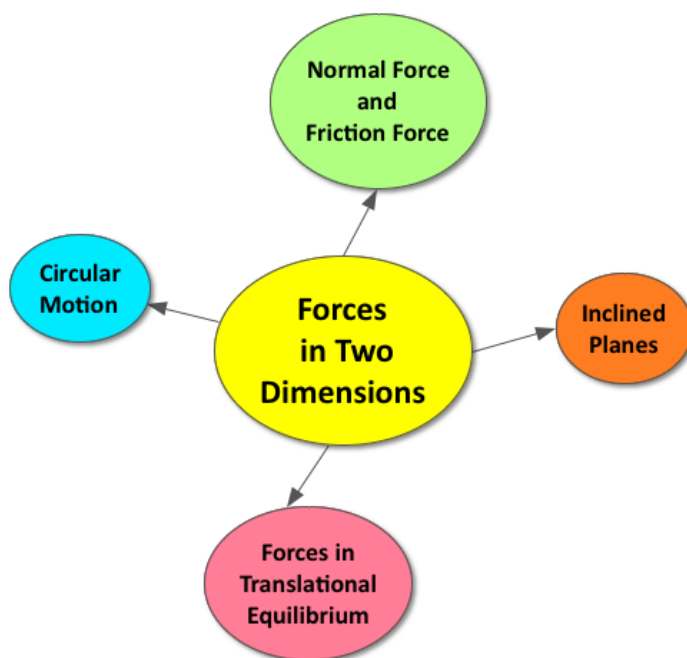 Normal Force
and
Friction Force
Circular
Motion
Forces
in Two
Dimensions
Inclined
Planes
Forces in
Translational
Equilibrium